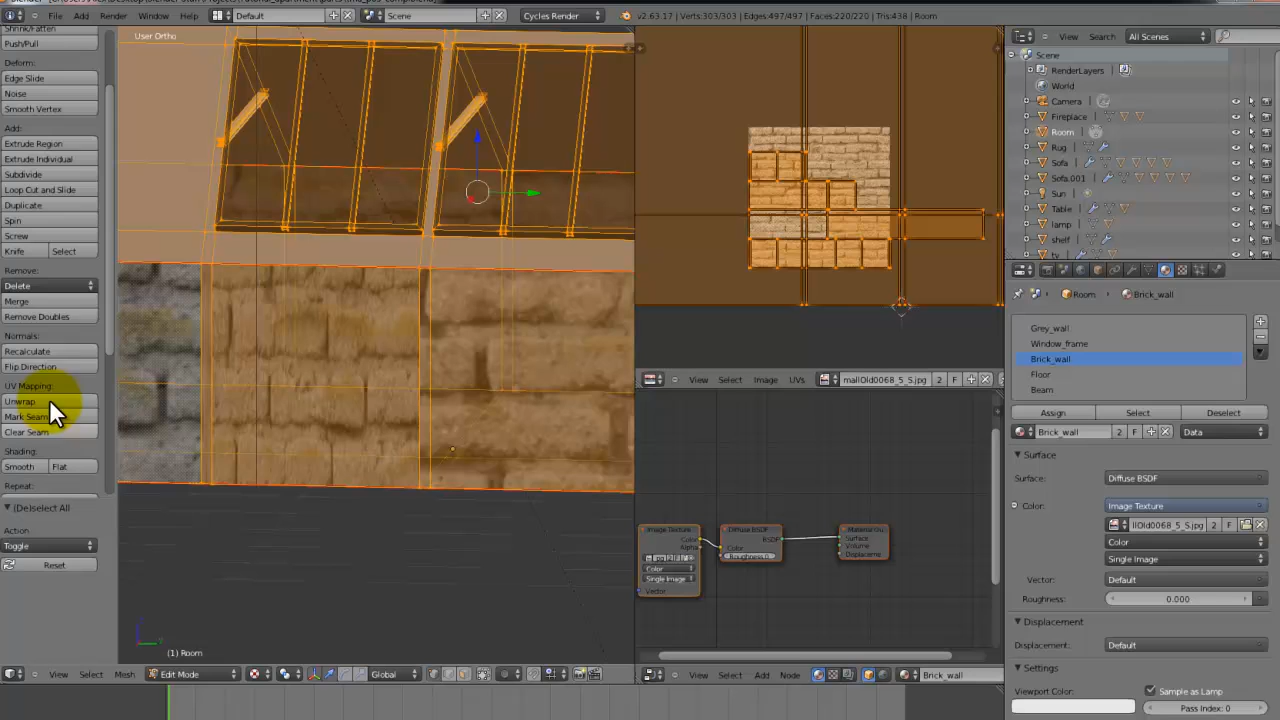 File Add Render Window Help Default Scene Cycles Render v2.63.17 | Verts:303/303 | Edges:497/497 | Faces:220/220 | Tris:438 | Room
Shrink/Fatten
Push/Pull
Deform:
Edge Slide
Noise
Smooth Vertex
Add:
Extrude Region
Extrude Individual
Subdivide
Loop Cut and Slide
Duplicate
Spin
Screw
Knife Select
Remove:
Delete
Merge
Remove Doubles
Normals:
Recalculate
Flip Direction
UV Mapping:
Unwrap
Mark Seam
Clear Seam
Shading:
Smooth Flat
Repeat:
(De)select All
Action
Toggle
Reset
User Ortho
(1) Room
View Select Mesh Edit Mode Global
View Select Image UVs mallOld0068_5_S.jpg 2 F
Image Texture
Color
Alpha
Color
Single Image
Vector
Diffuse BSDF
BSDF
Color
Roughness 0
Material Ou
Surface
Volume
Displaceme
View Select Add Node Brick_wall
View Search All Scenes
Scene
RenderLayers
World
Camera
Fireplace
Room
Rug
Sofa
Sofa.001
Sun
Table
lamp
shelf
tv
Room Brick_wall
Grey_wall
Window_frame
Brick_wall
Floor
Beam
Assign Select Deselect
Brick_wall 2 F Data
Surface
Surface: Diffuse BSDF
Color: Image Texture
llOld0068_5_S.jpg 2 F
Color
Single Image
Vector: Default
Roughness: 0.000
Displacement
Displacement: Default
Settings
Viewport Color: Sample as Lamp
Pass Index: 0